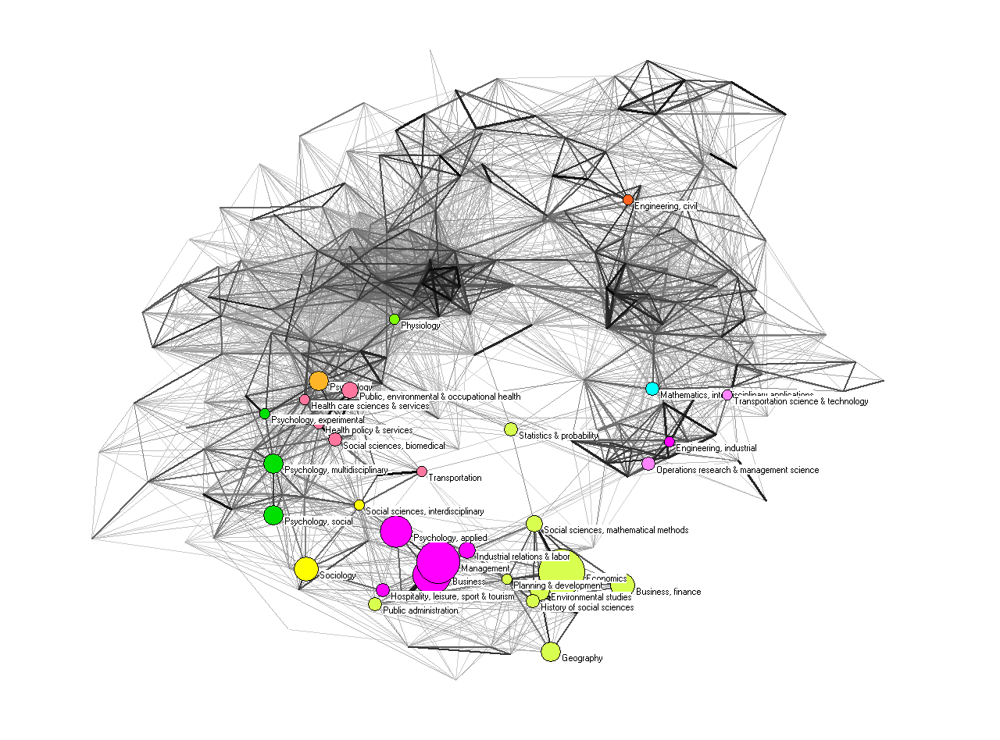 Engineering, civil
Physiology
Psychology
Public, environmental & occupational health
Mathematics, interdisciplinary applications
Transportation science & technology
Health care sciences & services
Psychology, experimental
Health policy & services
Statistics & probability
Social sciences, biomedical
Engineering, industrial
Psychology, multidisciplinary
Operations research & management science
Transportation
Social sciences, interdisciplinary
Psychology, social
Social sciences, mathematical methods
Psychology, applied
Industrial relations & labor
Management
Sociology
Economics
Business
Planning & development
Business, finance
Hospitality, leisure, sport & tourism
Environmental studies
History of social sciences
Public administration
Geography